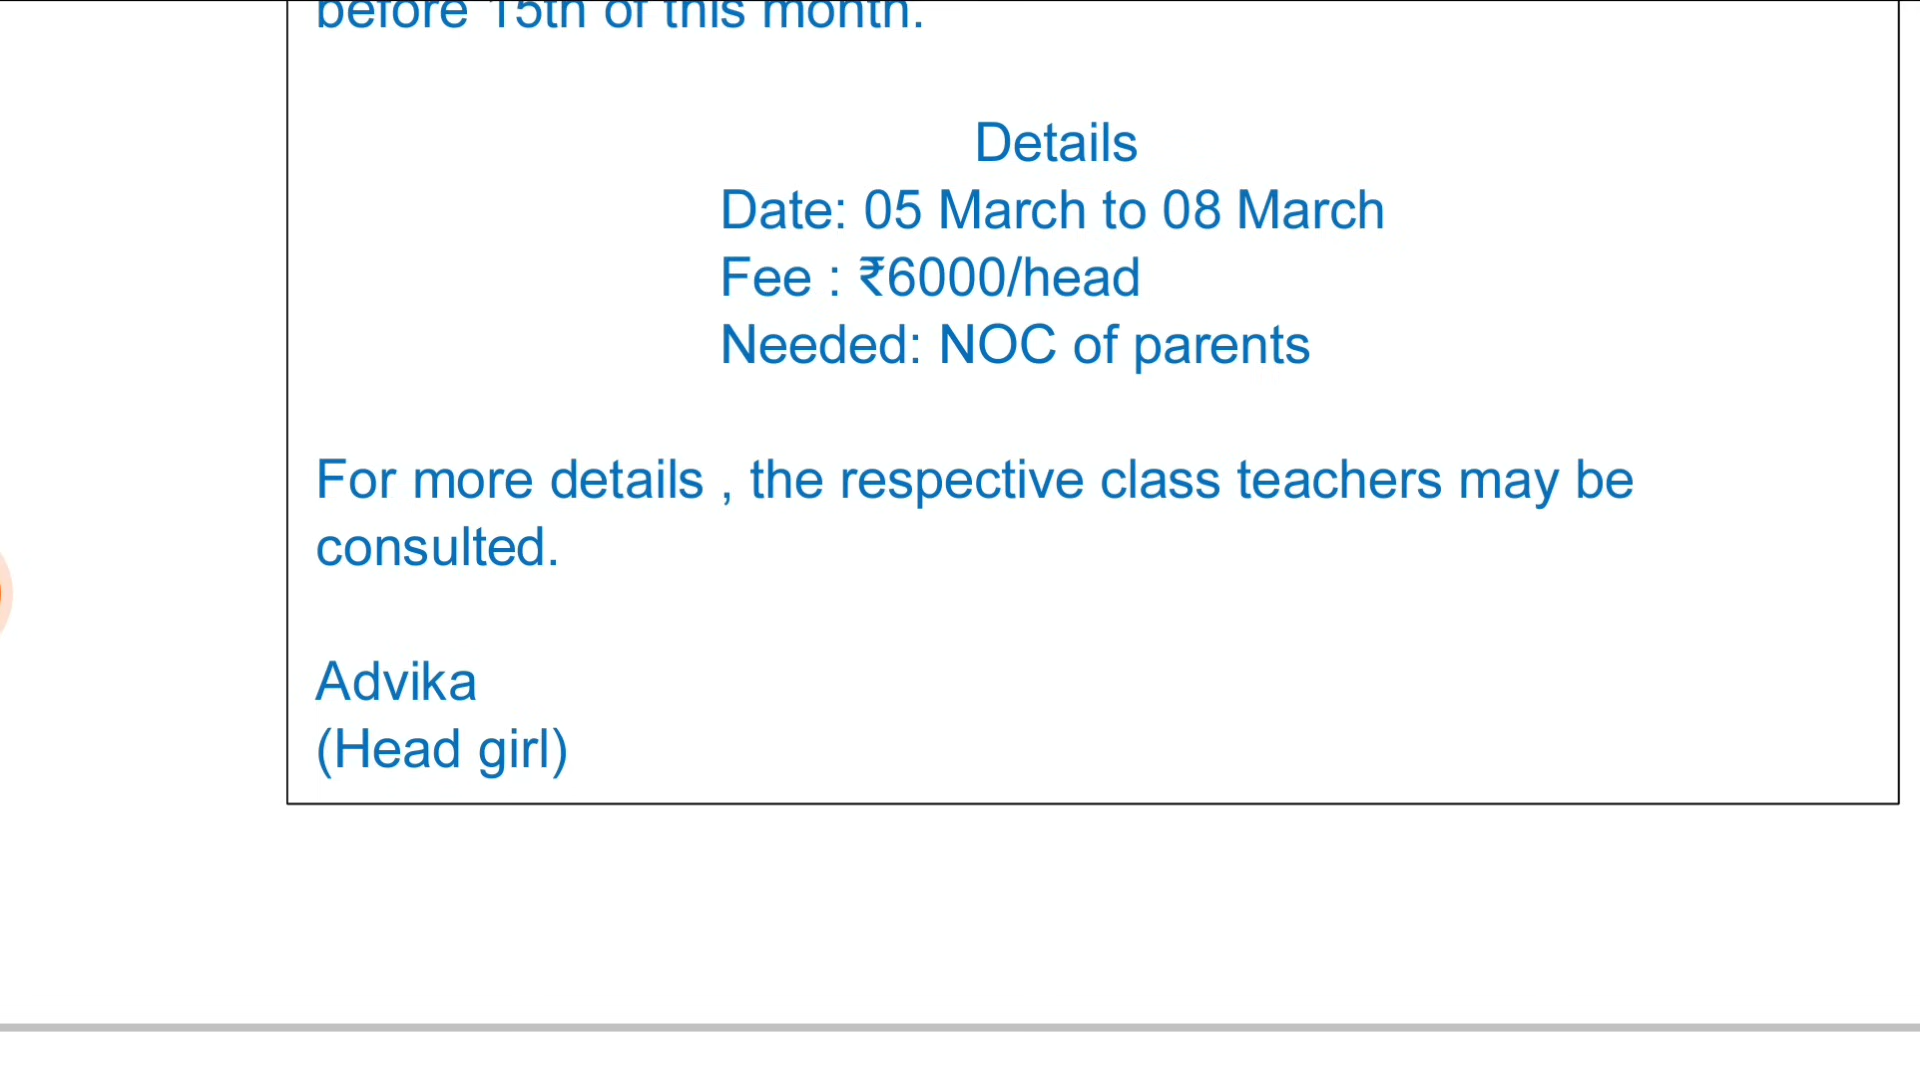 before 15th of this month.
Details
Date: 05 March to 08 March
Fee : ₹6000/head
Needed: NOC of parents
For more details , the respective class teachers may be
consulted.
Advika
(Head girl)